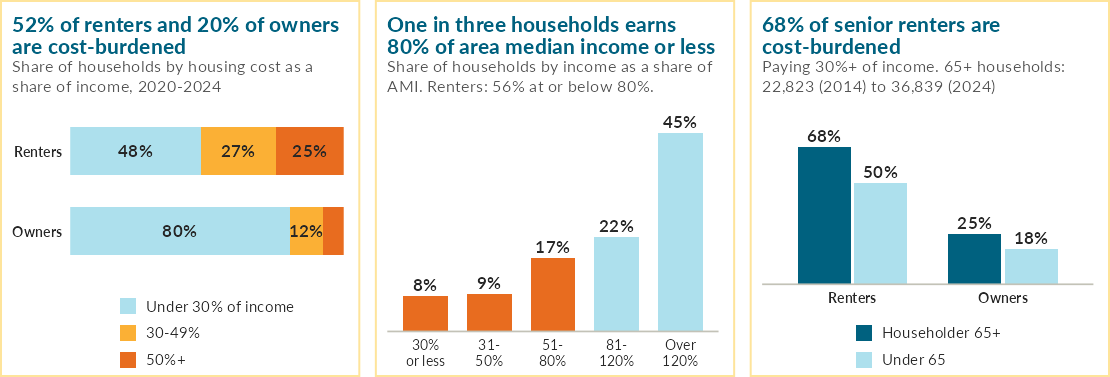 52% of renters and 20% of owners
are cost-burdened
Share of households by housing cost as a
share of income, 2020-2024
Renters
48%
27%
25%
Owners
80%
12%
Under 30% of income
30-49%
50%+
One in three households earns
80% of area median income or less
Share of households by income as a share of
AMI. Renters: 56% at or below 80%.
8%
9%
17%
22%
45%
30%
or less
31-
50%
51-
80%
81-
120%
Over
120%
68% of senior renters are
cost-burdened
Paying 30%+ of income. 65+ households:
22,823 (2014) to 36,839 (2024)
68%
50%
25%
18%
Renters
Owners
Householder 65+
Under 65